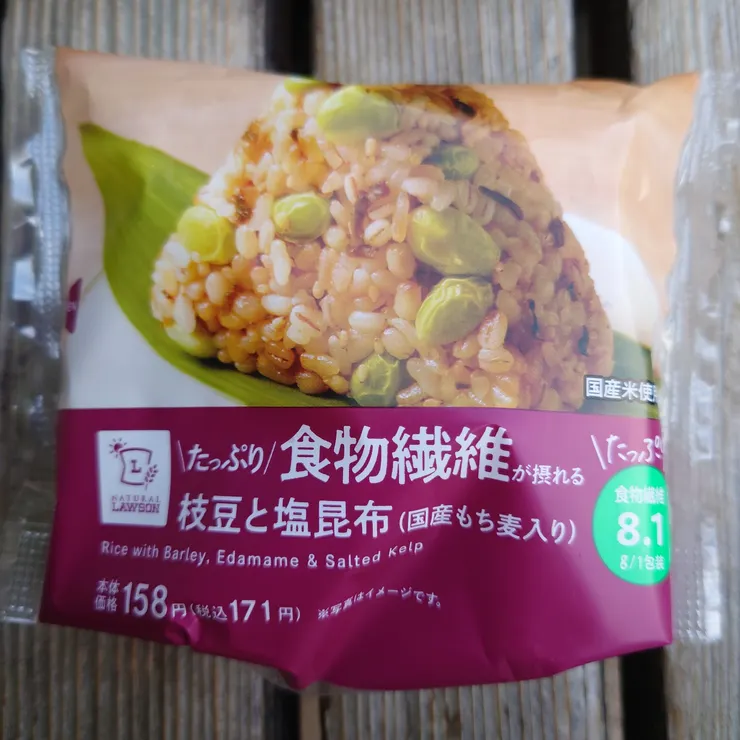 国産米使用
L
NATURAL
LAWSON
\たっぷり/ 食物繊維が摂れる
枝豆と塩昆布(国産もち麦入り)
Rice with Barley, Edamame & Salted Kelp
本体価格158円(税込171円)
※写真はイメージです。
\たっぷり
食物繊維
8.1
g/1包装